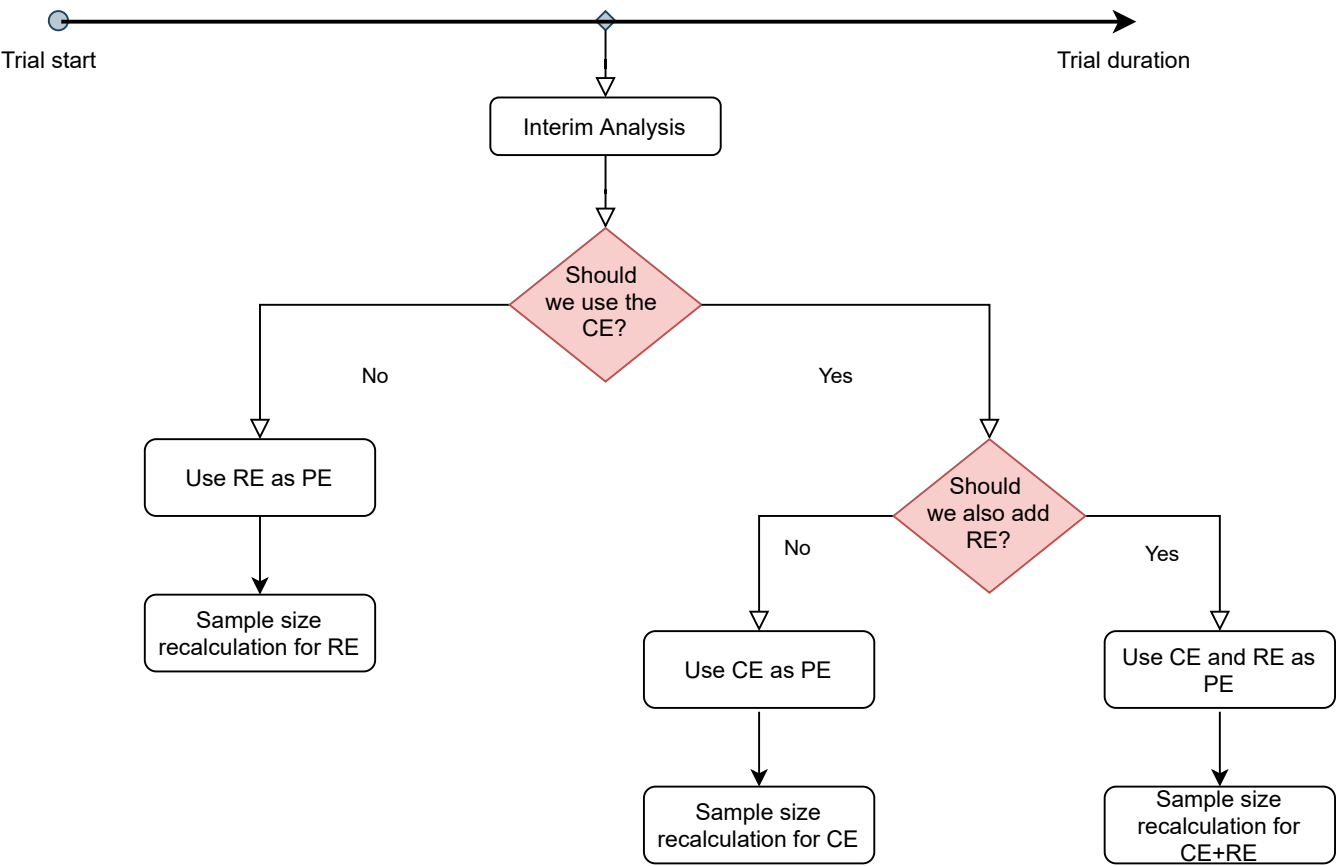 Trial start
Trial duration
Interim Analysis
Should
we use the
CE?
No
Yes
Use RE as PE
Should
we also add
RE?
No
Yes
Sample size
recalculation for RE
Use CE as PE
Use CE and RE as
PE
Sample size
recalculation for CE
Sample size
recalculation for
CE+RE